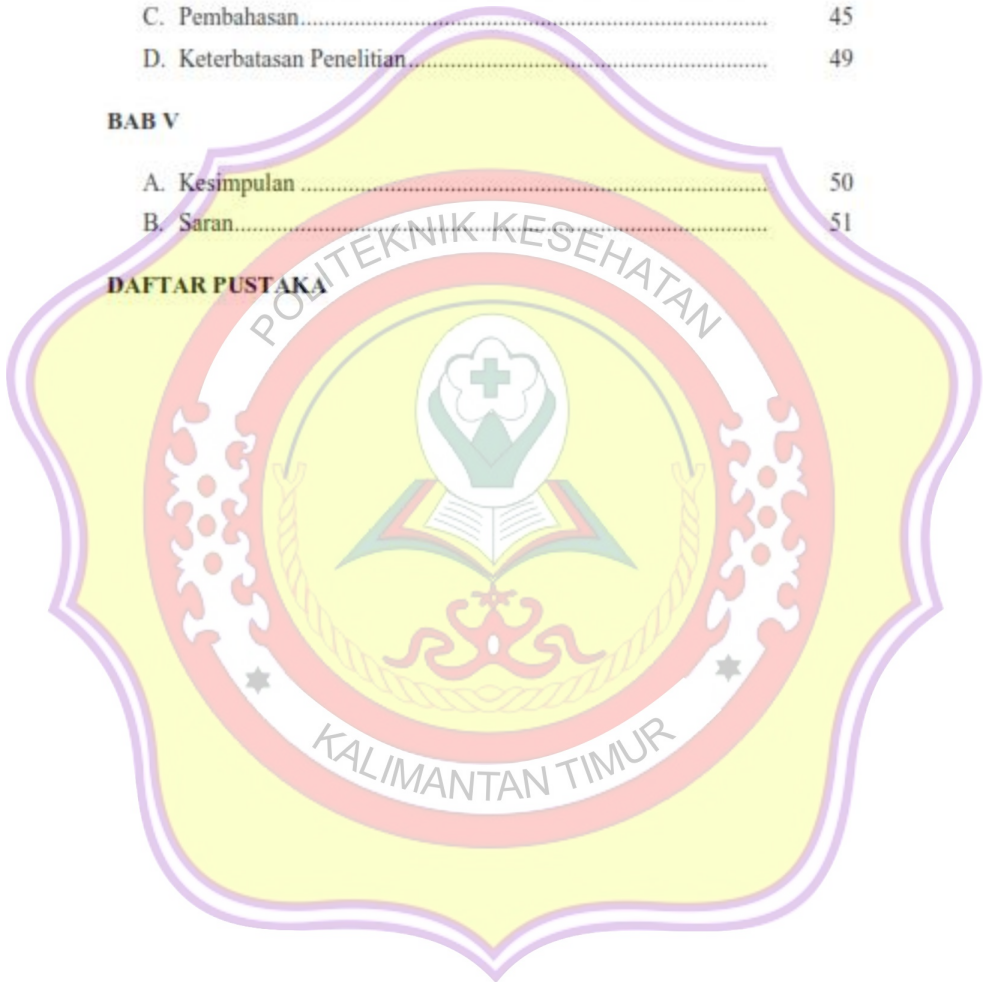 C. Pembahasan.................................................................................. 45
D. Keterbatasan Penelitian............................................................... 49
BAB V
A. Kesimpulan .................................................................................. 50
B. Saran.............................................................................................. 51
DAFTAR PUSTAKA
POLITEKNIK KESEHATAN
KALIMANTAN TIMUR